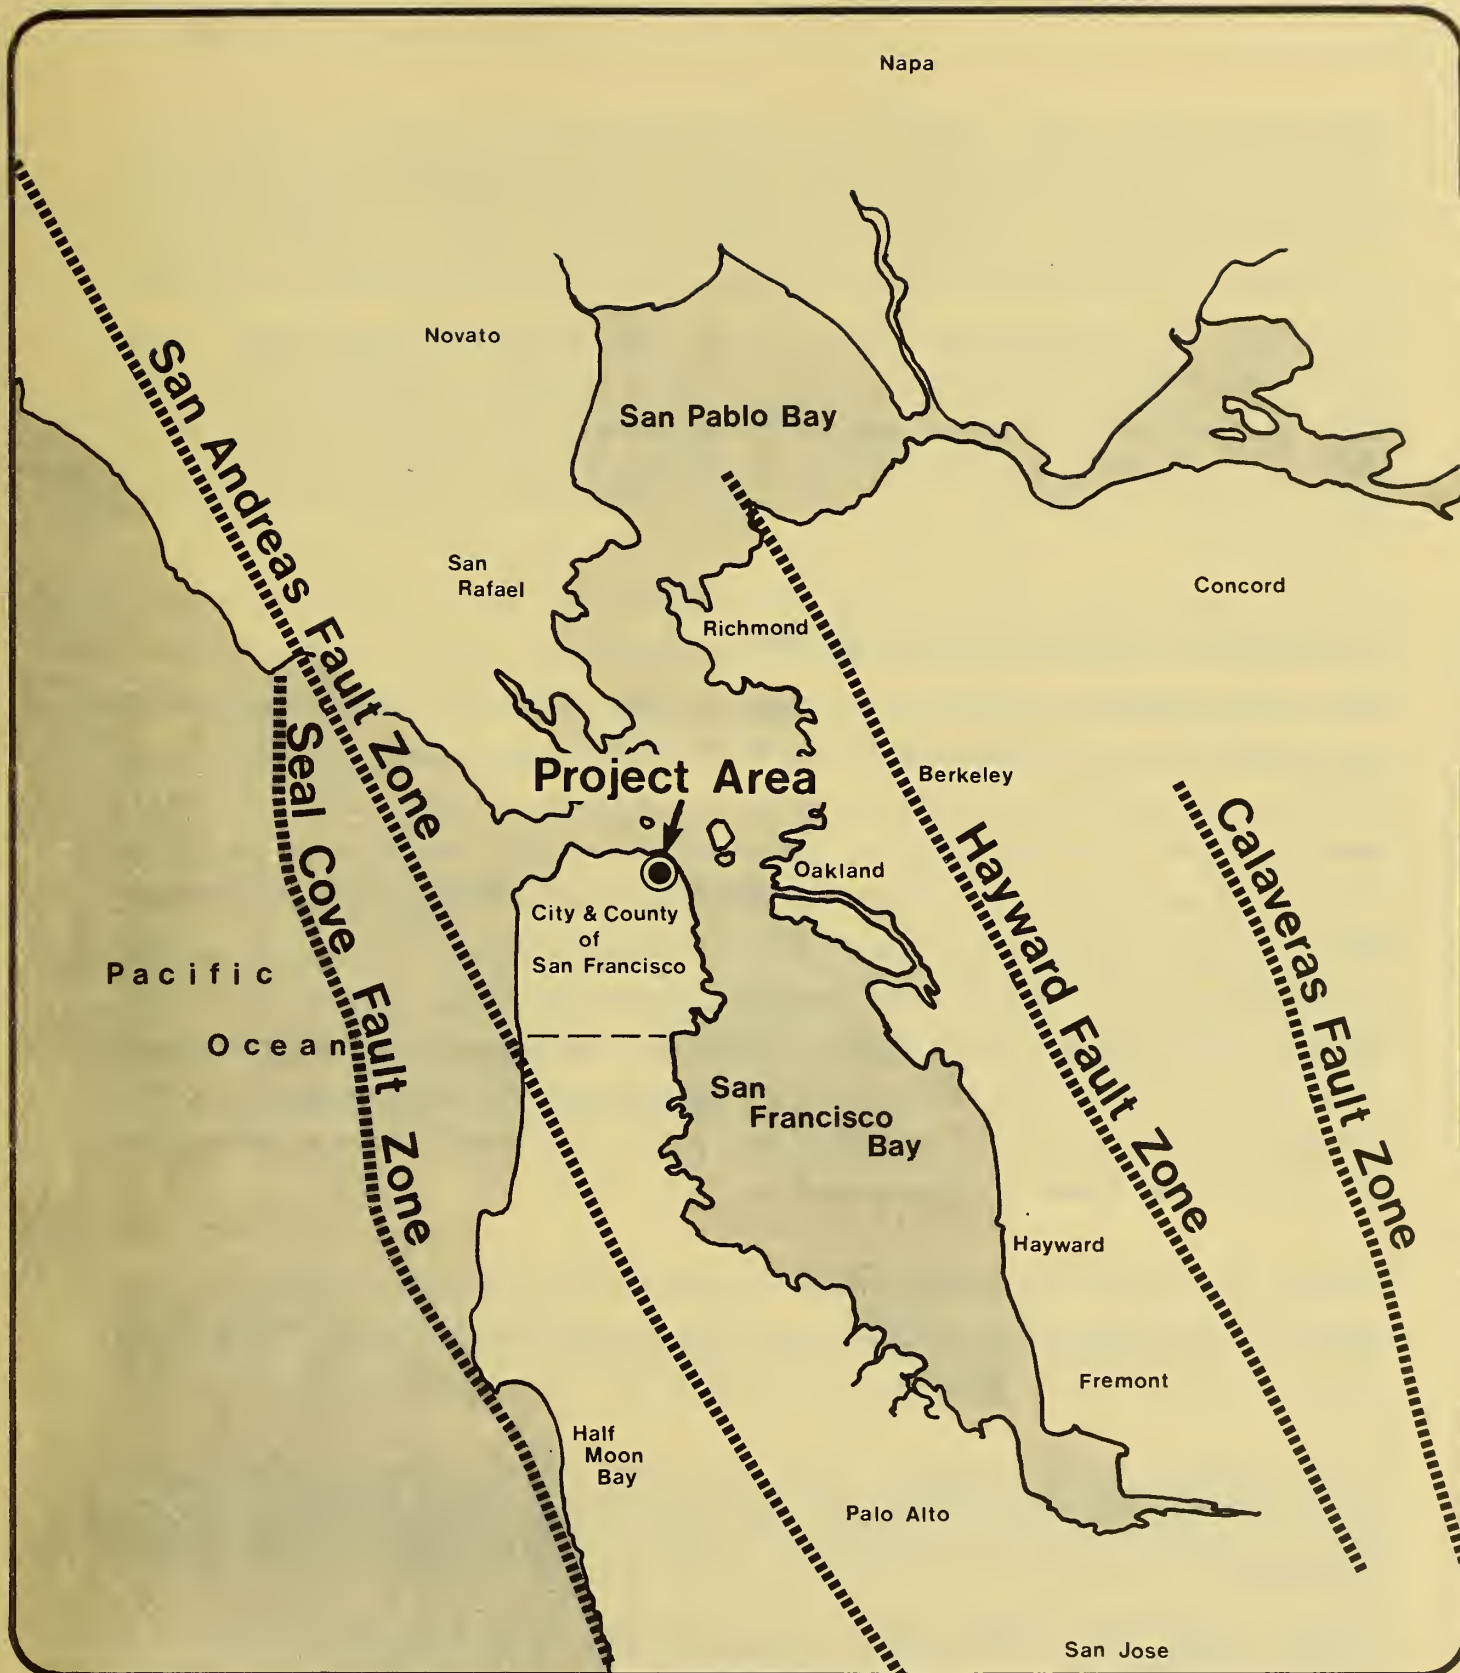 Napa
Novato
San Pablo Bay
San Andreas Fault Zone
San
Rafael
Concord
Richmond
Seal Cove Fault Zone
Project Area
Berkeley
Hayward Fault Zone
Calaveras Fault Zone
Oakland
City & County
of
San Francisco
Pacific
Ocean
San
Francisco
Bay
Hayward
Fremont
Half
Moon
Bay
Palo Alto
San Jose